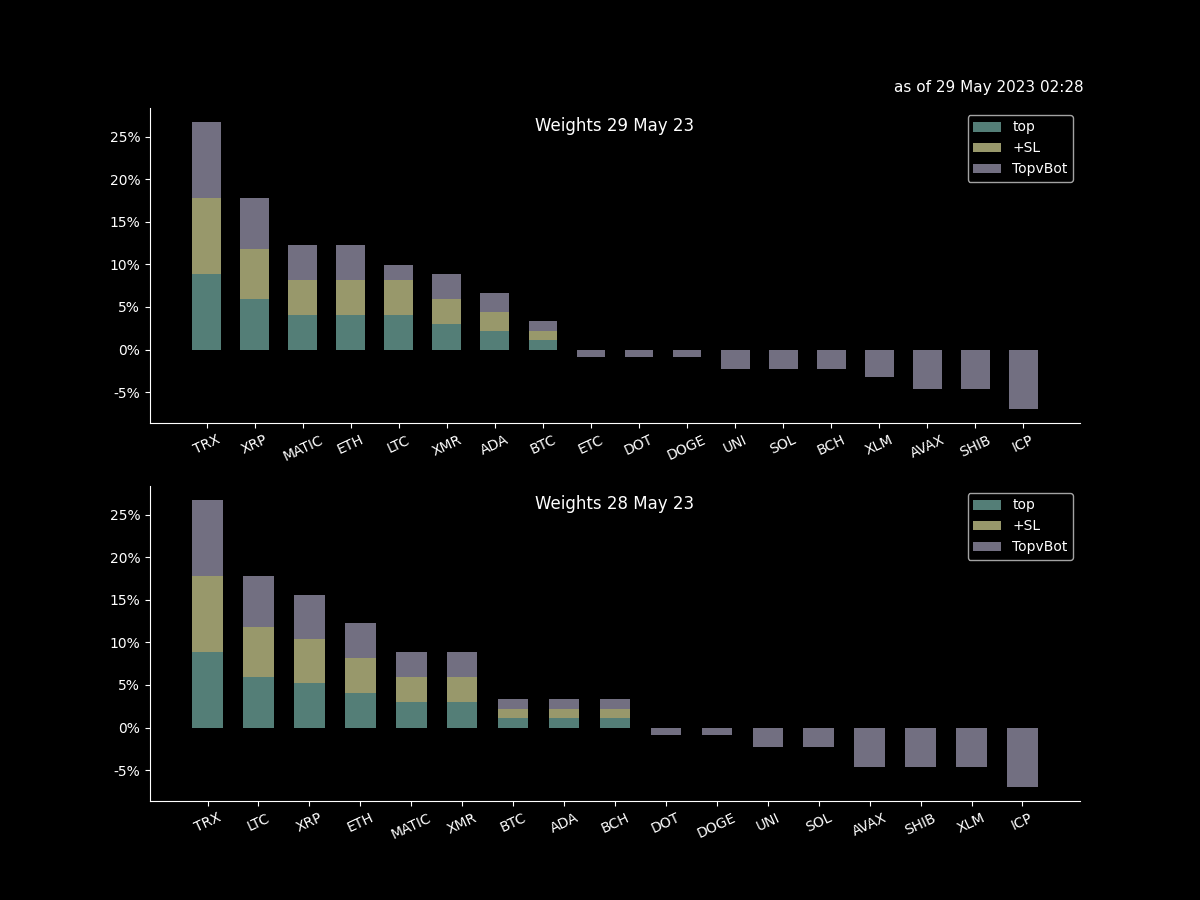 as of 29 May 2023 02:28
Weights 29 May 23
top
+SL
TopvBot
25%
20%
15%
10%
5%
0%
-5%
TRX XRP MATIC ETH LTC XMR ADA BTC ETC DOT DOGE UNI SOL BCH XLM AVAX SHIB ICP
Weights 28 May 23
top
+SL
TopvBot
25%
20%
15%
10%
5%
0%
-5%
TRX LTC XRP ETH MATIC XMR BTC ADA BCH DOT DOGE UNI SOL AVAX SHIB XLM ICP